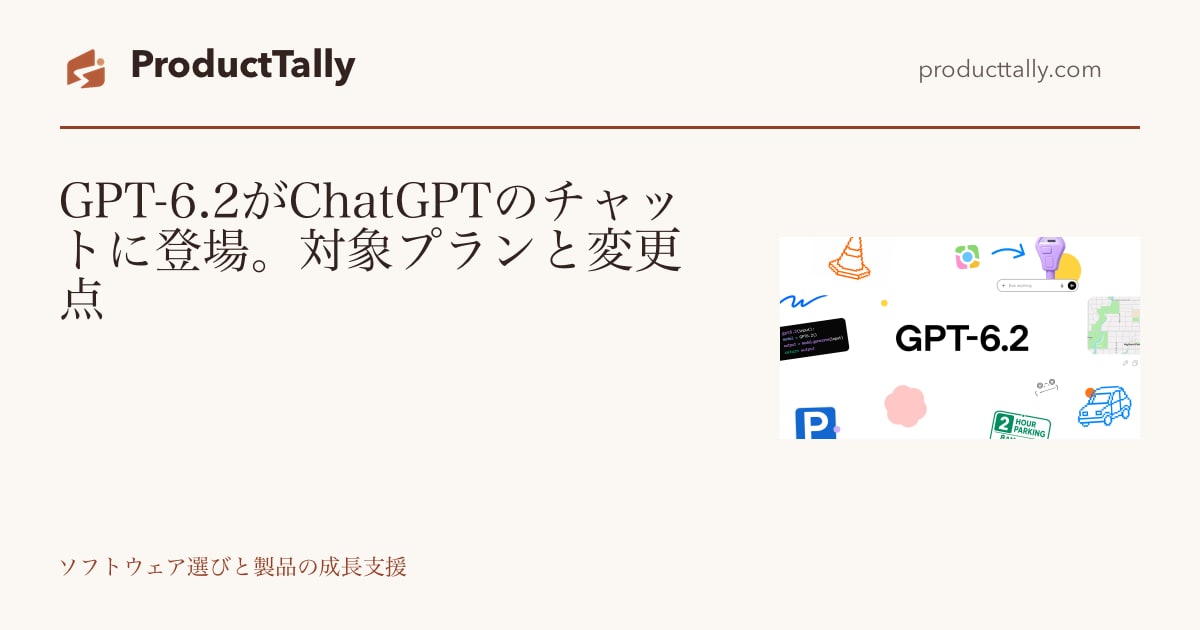 ProductTally
producttally.com
GPT-6.2がChatGPTのチャッ
トに登場。対象プランと変更
点
GPT-6.2
P
2 HOUR
PARKING
ソフトウェア選びと製品の成長支援